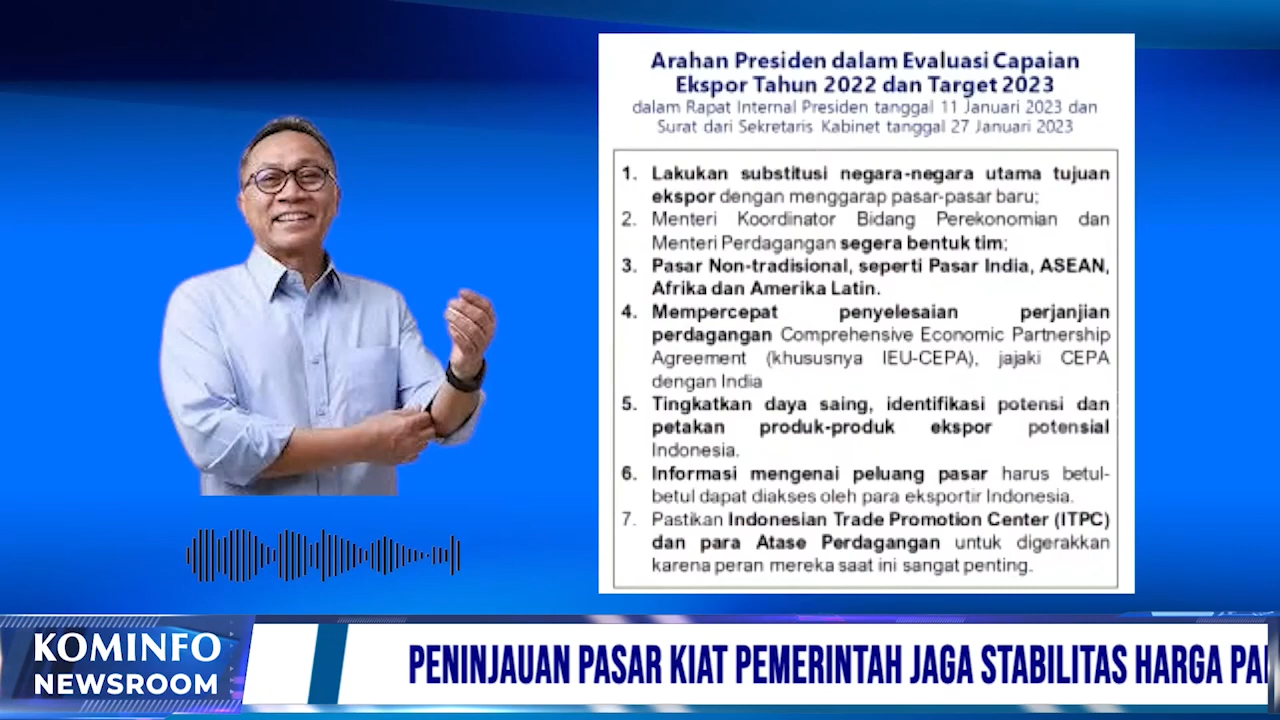 Arahan Presiden dalam Evaluasi Capaian
Ekspor Tahun 2022 dan Target 2023
dalam Rapat Internal Presiden tanggal 11 Januari 2023 dan
Surat dari Sekretaris Kabinet tanggal 27 Januari 2023
1. Lakukan substitusi negara-negara utama tujuan
ekspor dengan menggarap pasar-pasar baru;
2. Menteri Koordinator Bidang Perekonomian dan
Menteri Perdagangan segera bentuk tim;
3. Pasar Non-tradisional, seperti Pasar India, ASEAN,
Afrika dan Amerika Latin.
4. Mempercepat penyelesaian perjanjian
perdagangan Comprehensive Economic Partnership
Agreement (khususnya IEU-CEPA), jajaki CEPA
dengan India
5. Tingkatkan daya saing, identifikasi potensi dan
petakan produk-produk ekspor potensial
Indonesia.
6. Informasi mengenai peluang pasar harus betul-
betul dapat diakses oleh para eksportir Indonesia.
7. Pastikan Indonesian Trade Promotion Center (ITPC)
dan para Atase Perdagangan untuk digerakkan
karena peran mereka saat ini sangat penting.
KOMINFO
NEWSROOM
PENINJAUAN PASAR KIAT PEMERINTAH JAGA STABILITAS HARGA